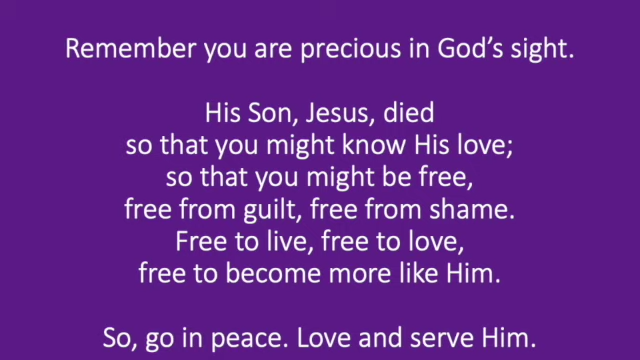 Remember you are precious in God’s sight.
His Son, Jesus, died
so that you might know His love;
so that you might be free,
free from guilt, free from shame.
Free to live, free to love,
free to become more like Him.
So, go in peace. Love and serve Him.